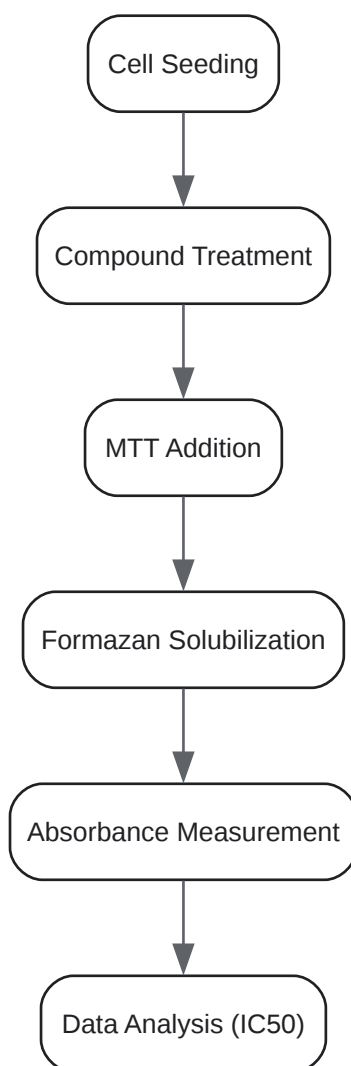 Cell Seeding
Compound Treatment
MTT Addition
Formazan Solubilization
Absorbance Measurement
Data Analysis (IC50)